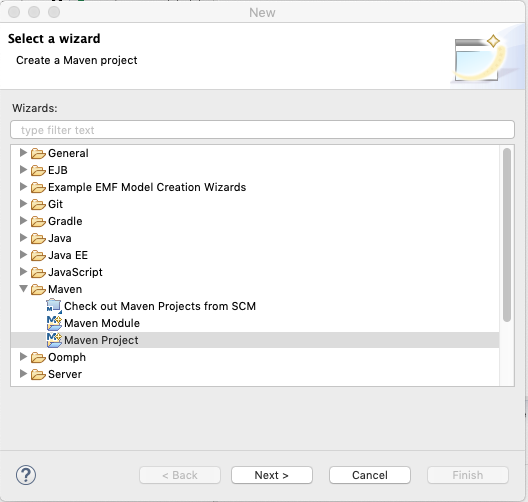 New
Select a wizard
Create a Maven project
Wizards:
type filter text
General
EJB
Example EMF Model Creation Wizards
Git
Gradle
Java
Java EE
JavaScript
Maven
Check out Maven Projects from SCM
Maven Module
Maven Project
Oomph
Server
? < Back Next > Cancel Finish